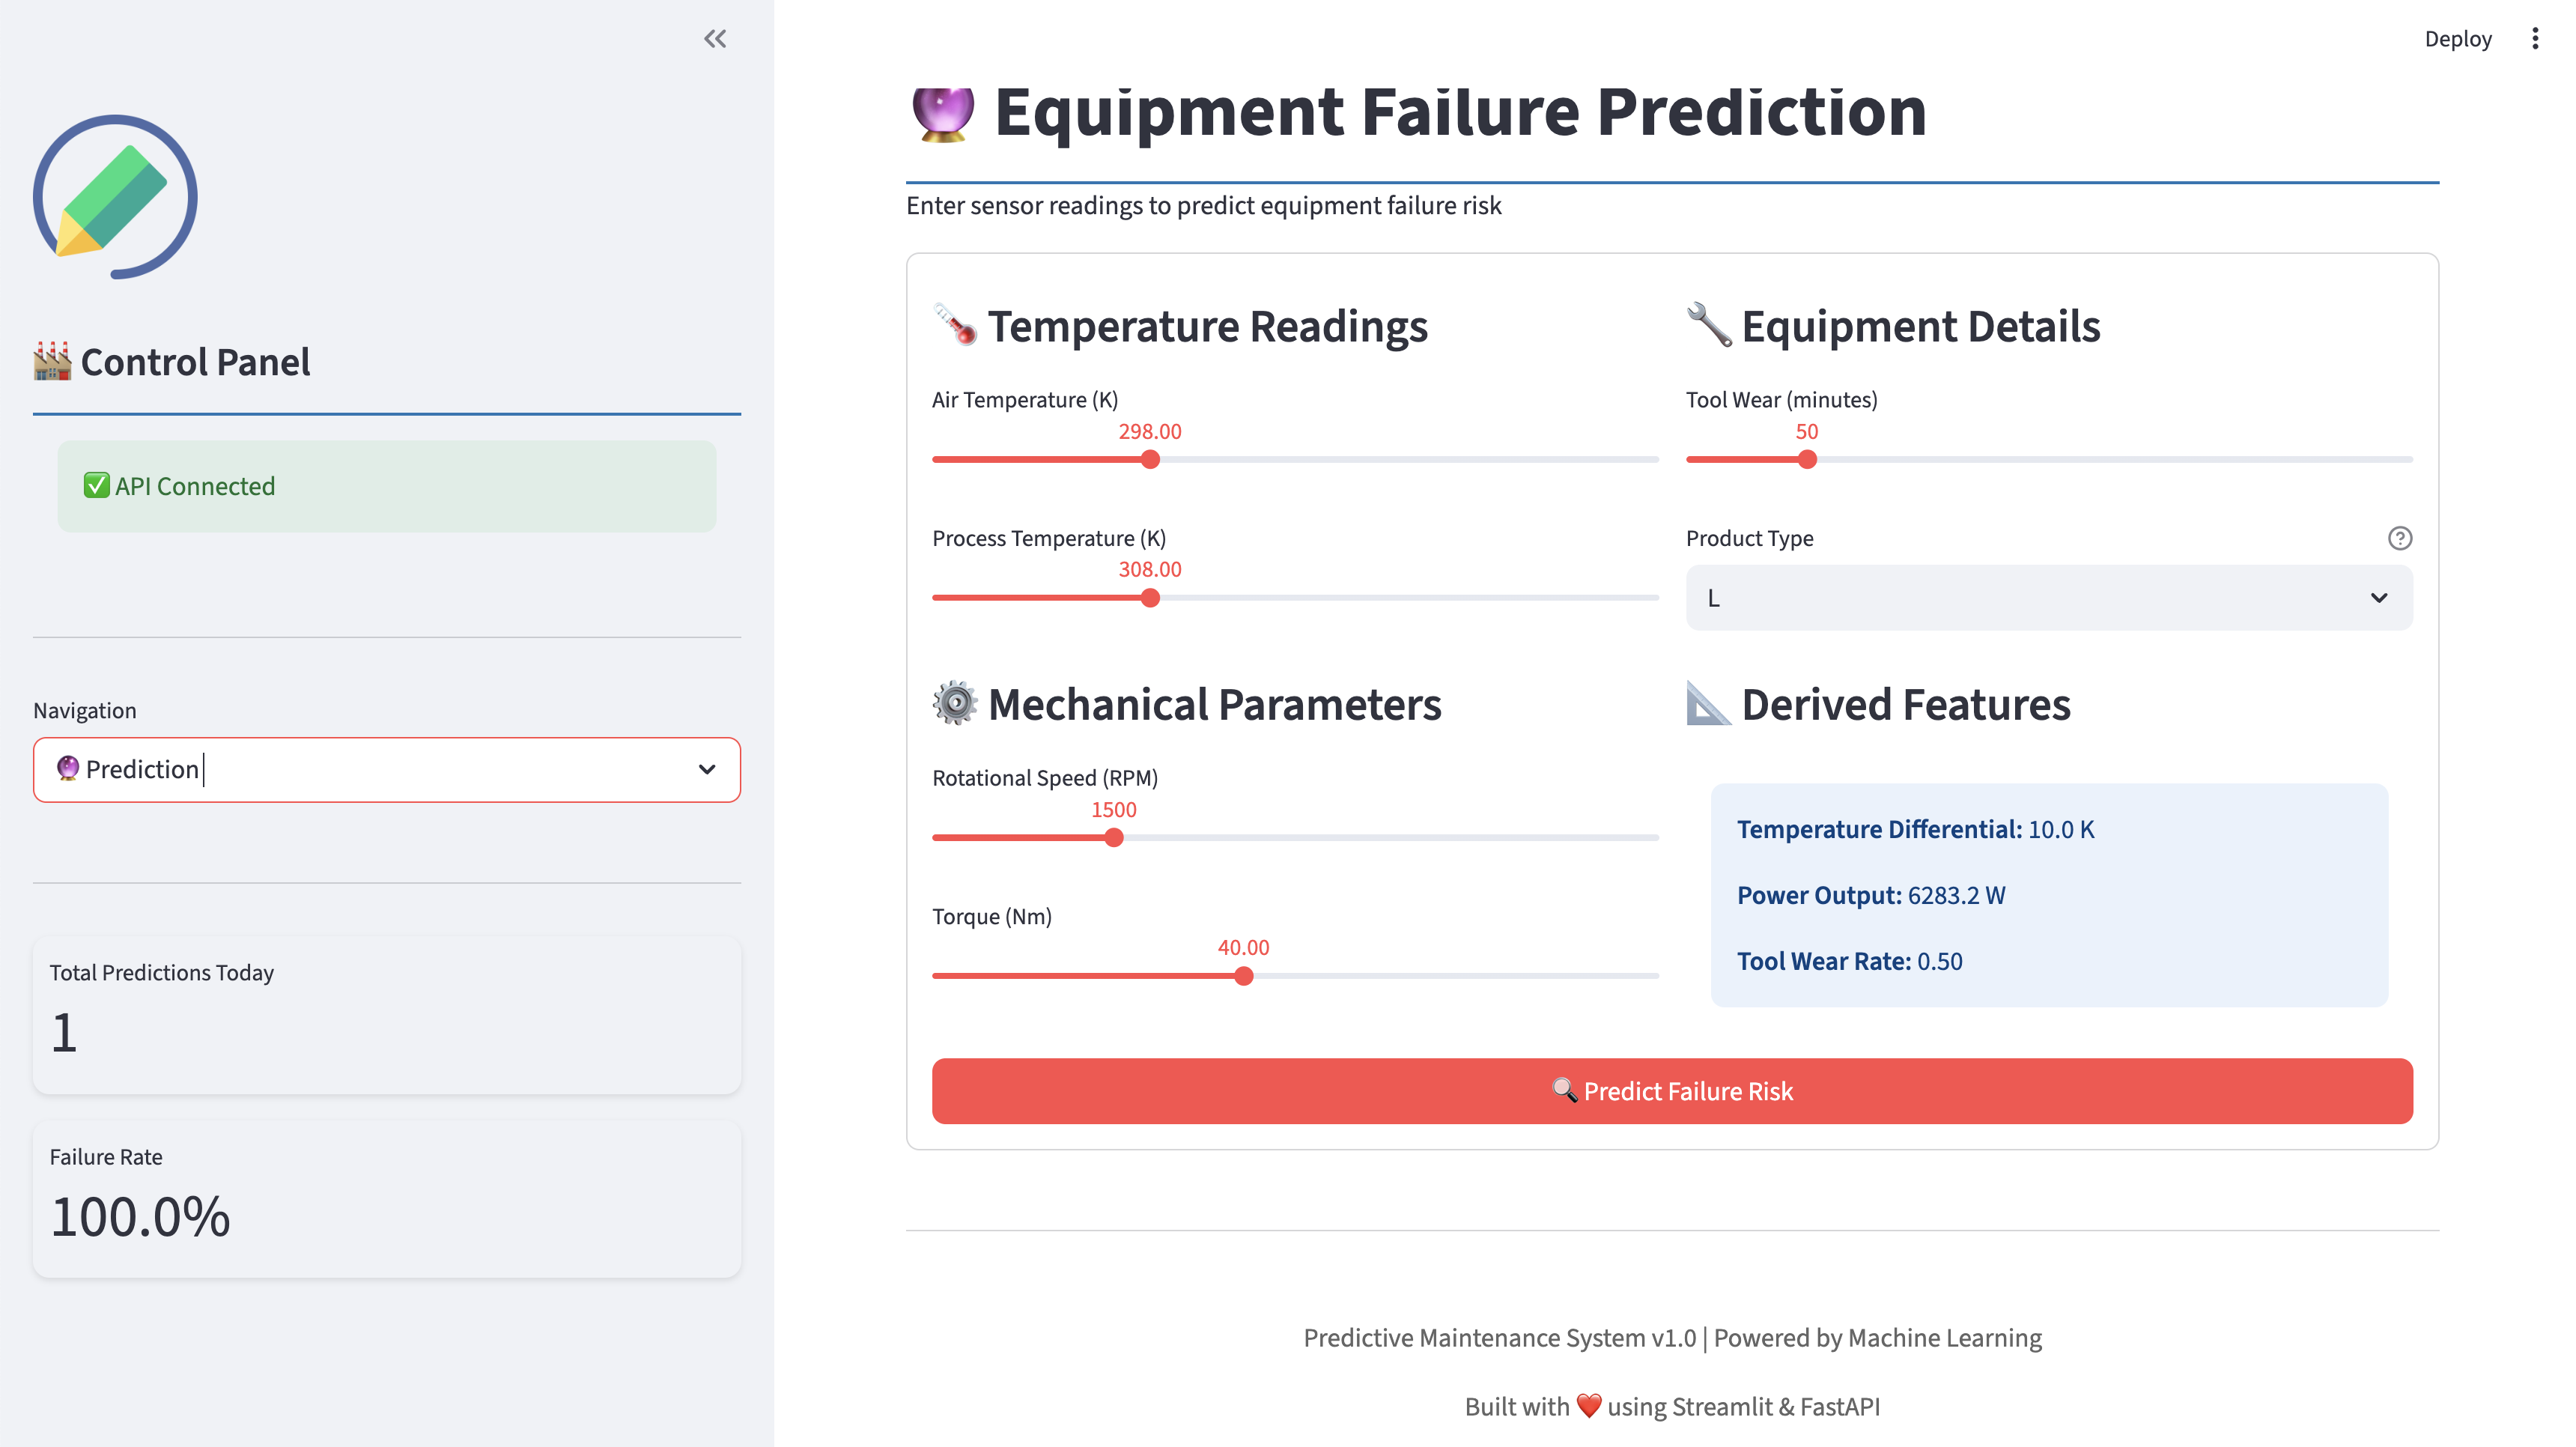 Deploy
🏭 Control Panel
✅ API Connected
Navigation
🔮 Prediction
Total Predictions Today
1
Failure Rate
100.0%
🔮 Equipment Failure Prediction
Enter sensor readings to predict equipment failure risk
🌡️ Temperature Readings
Air Temperature (K)
298.00
Process Temperature (K)
308.00
⚙️ Mechanical Parameters
Rotational Speed (RPM)
1500
Torque (Nm)
40.00
🔧 Equipment Details
Tool Wear (minutes)
50
Product Type
L
📐 Derived Features
Temperature Differential: 10.0 K
Power Output: 6283.2 W
Tool Wear Rate: 0.50
🔍 Predict Failure Risk
Predictive Maintenance System v1.0 | Powered by Machine Learning
Built with ❤️ using Streamlit & FastAPI